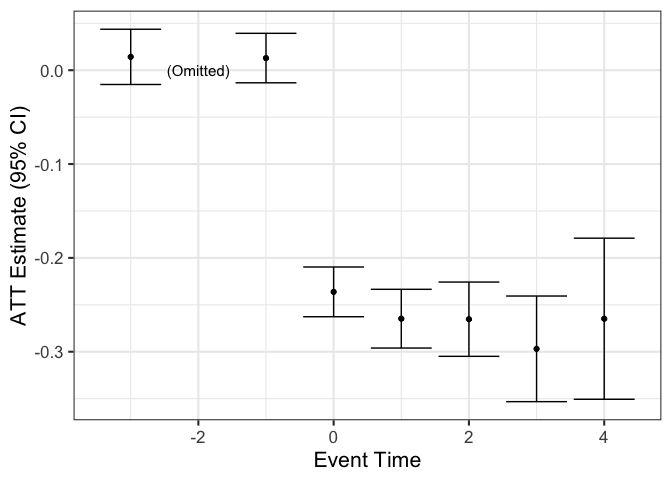 ATT Estimate (95% CI)
0.0
-0.1
-0.2
-0.3
(Omitted)
-2
0
2
4
Event Time